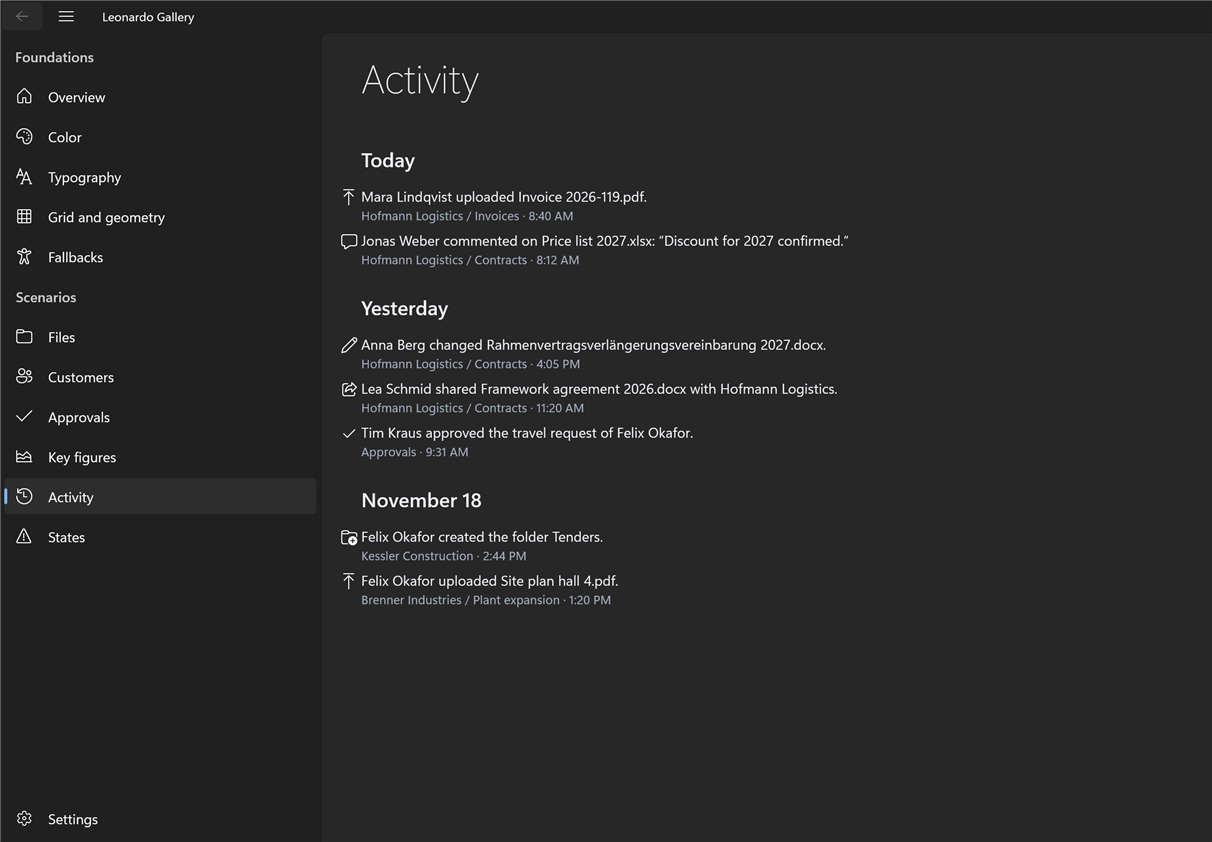 Leonardo Gallery
Foundations
Overview
Color
Typography
Grid and geometry
Fallbacks
Scenarios
Files
Customers
Approvals
Key figures
Activity
States
Settings
Activity
Today
Mara Lindqvist uploaded Invoice 2026-119.pdf.
Hofmann Logistics / Invoices · 8:40 AM
Jonas Weber commented on Price list 2027.xlsx: “Discount for 2027 confirmed.”
Hofmann Logistics / Contracts · 8:12 AM
Yesterday
Anna Berg changed Rahmenvertragsverlängerungsvereinbarung 2027.docx.
Hofmann Logistics / Contracts · 4:05 PM
Lea Schmid shared Framework agreement 2026.docx with Hofmann Logistics.
Hofmann Logistics / Contracts · 11:20 AM
Tim Kraus approved the travel request of Felix Okafor.
Approvals · 9:31 AM
November 18
Felix Okafor created the folder Tenders.
Kessler Construction · 2:44 PM
Felix Okafor uploaded Site plan hall 4.pdf.
Brenner Industries / Plant expansion · 1:20 PM